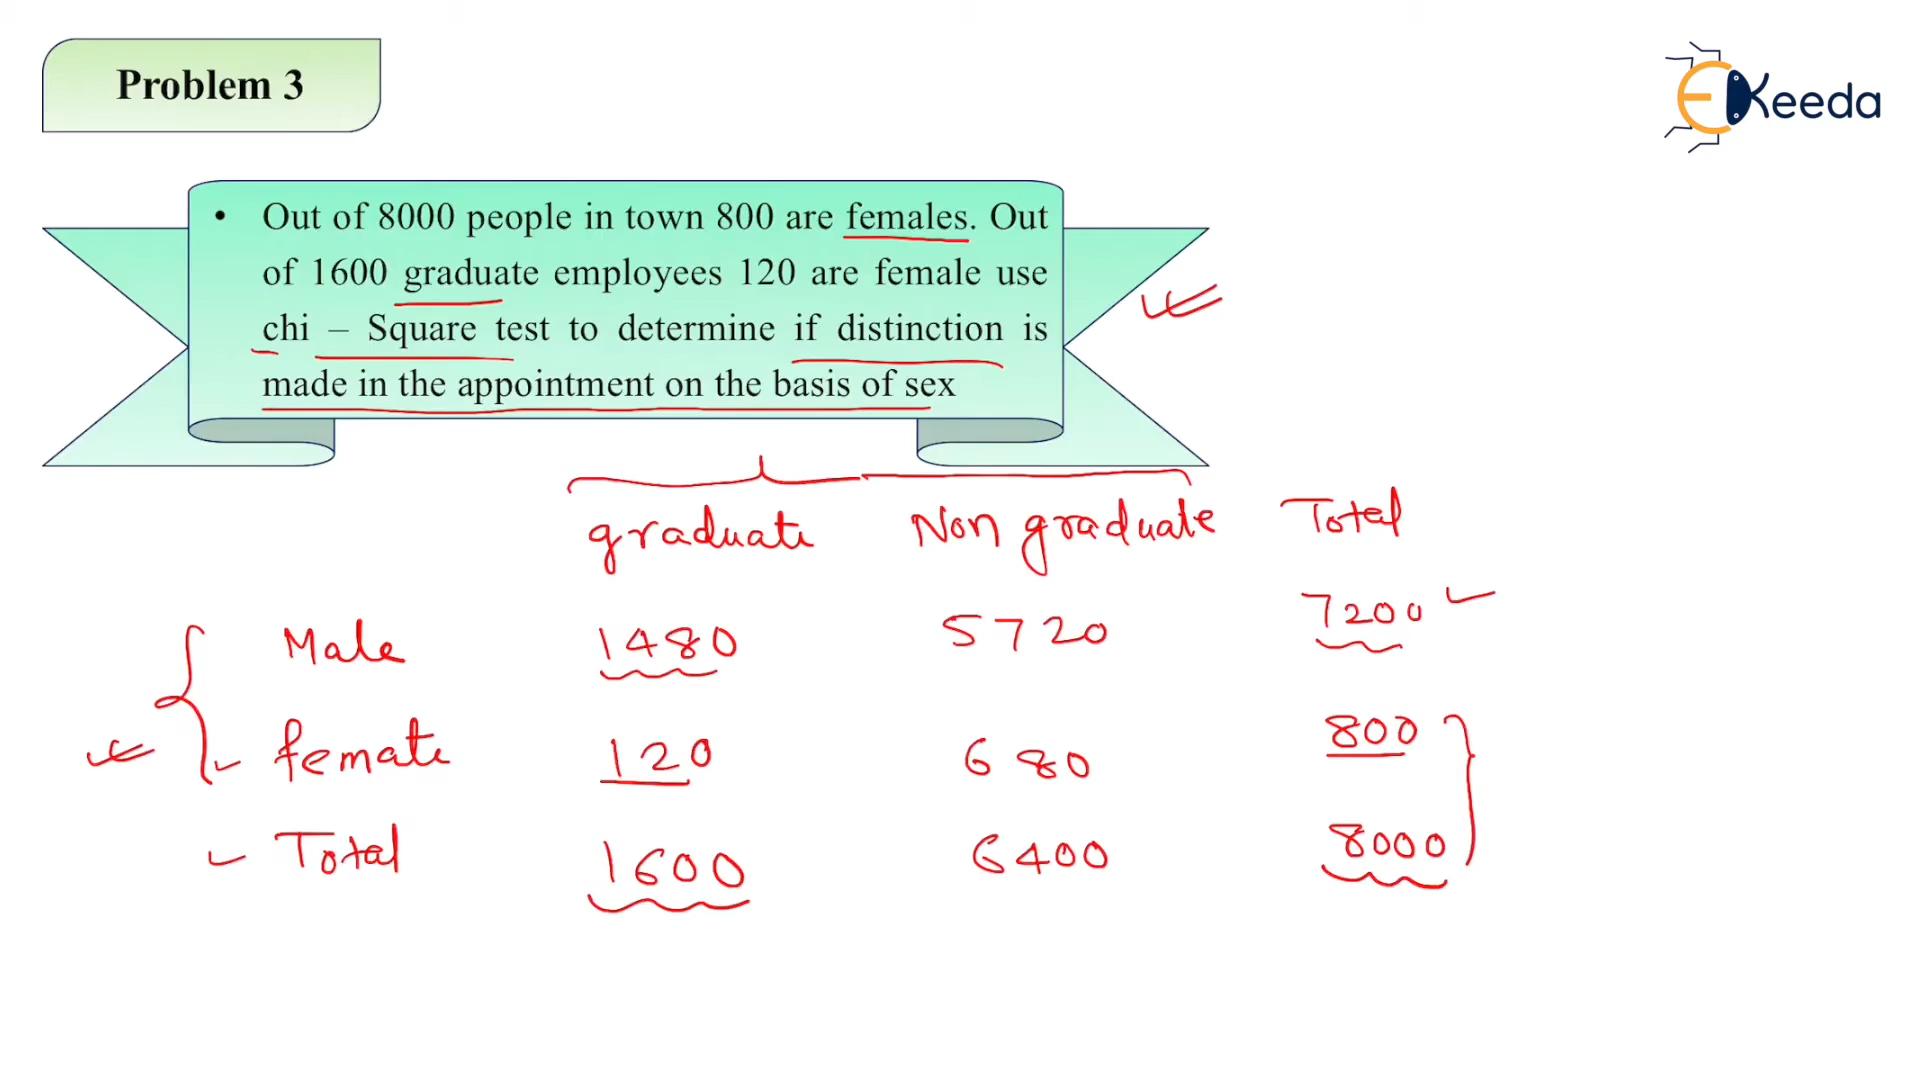 Problem 3
EKeeda
• Out of 8000 people in town 800 are females. Out
of 1600 graduate employees 120 are female use
chi – Square test to determine if distinction is
made in the appointment on the basis of sex
graduate Non graduate Total
Male 1480 5720 7200
female 120 680 800
Total 1600 6400 8000